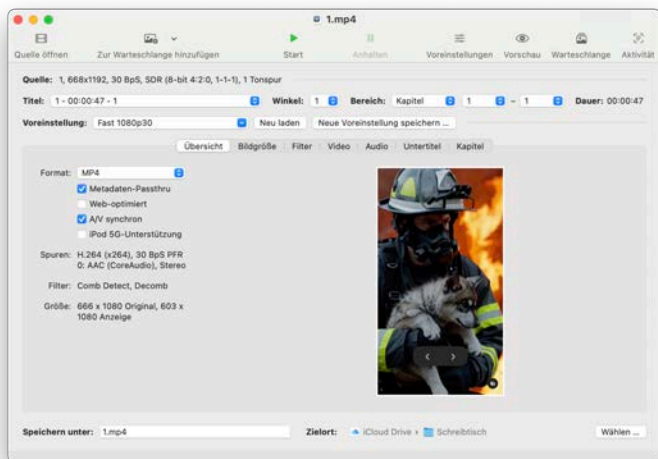 1.mp4
Quelle öffnen
Zur Warteschlange hinzufügen
Start
Anhalten
Voreinstellungen
Vorschau
Warteschlange
Aktivität
Quelle: 1, 668x1192, 30 BpS, SDR (8-bit 4:2:0, 1-1-1), 1 Tonspur
Titel: 1 - 00:00:47 - 1
Winkel: 1
Bereich: Kapitel 1 – 1
Dauer: 00:00:47
Voreinstellung: Fast 1080p30
Neu laden
Neue Voreinstellung speichern ...
Übersicht
Bildgröße
Filter
Video
Audio
Untertitel
Kapitel
Format: MP4
Metadaten-Passthru
Web-optimiert
A/V synchron
iPod 5G-Unterstützung
Spuren: H.264 (x264), 30 BpS PFR
0: AAC (CoreAudio), Stereo
Filter: Comb Detect, Decomb
Größe: 666 x 1080 Original, 603 x
1080 Anzeige
Speichern unter: 1.mp4
Zielort: iCloud Drive › Schreibtisch
Wählen ...